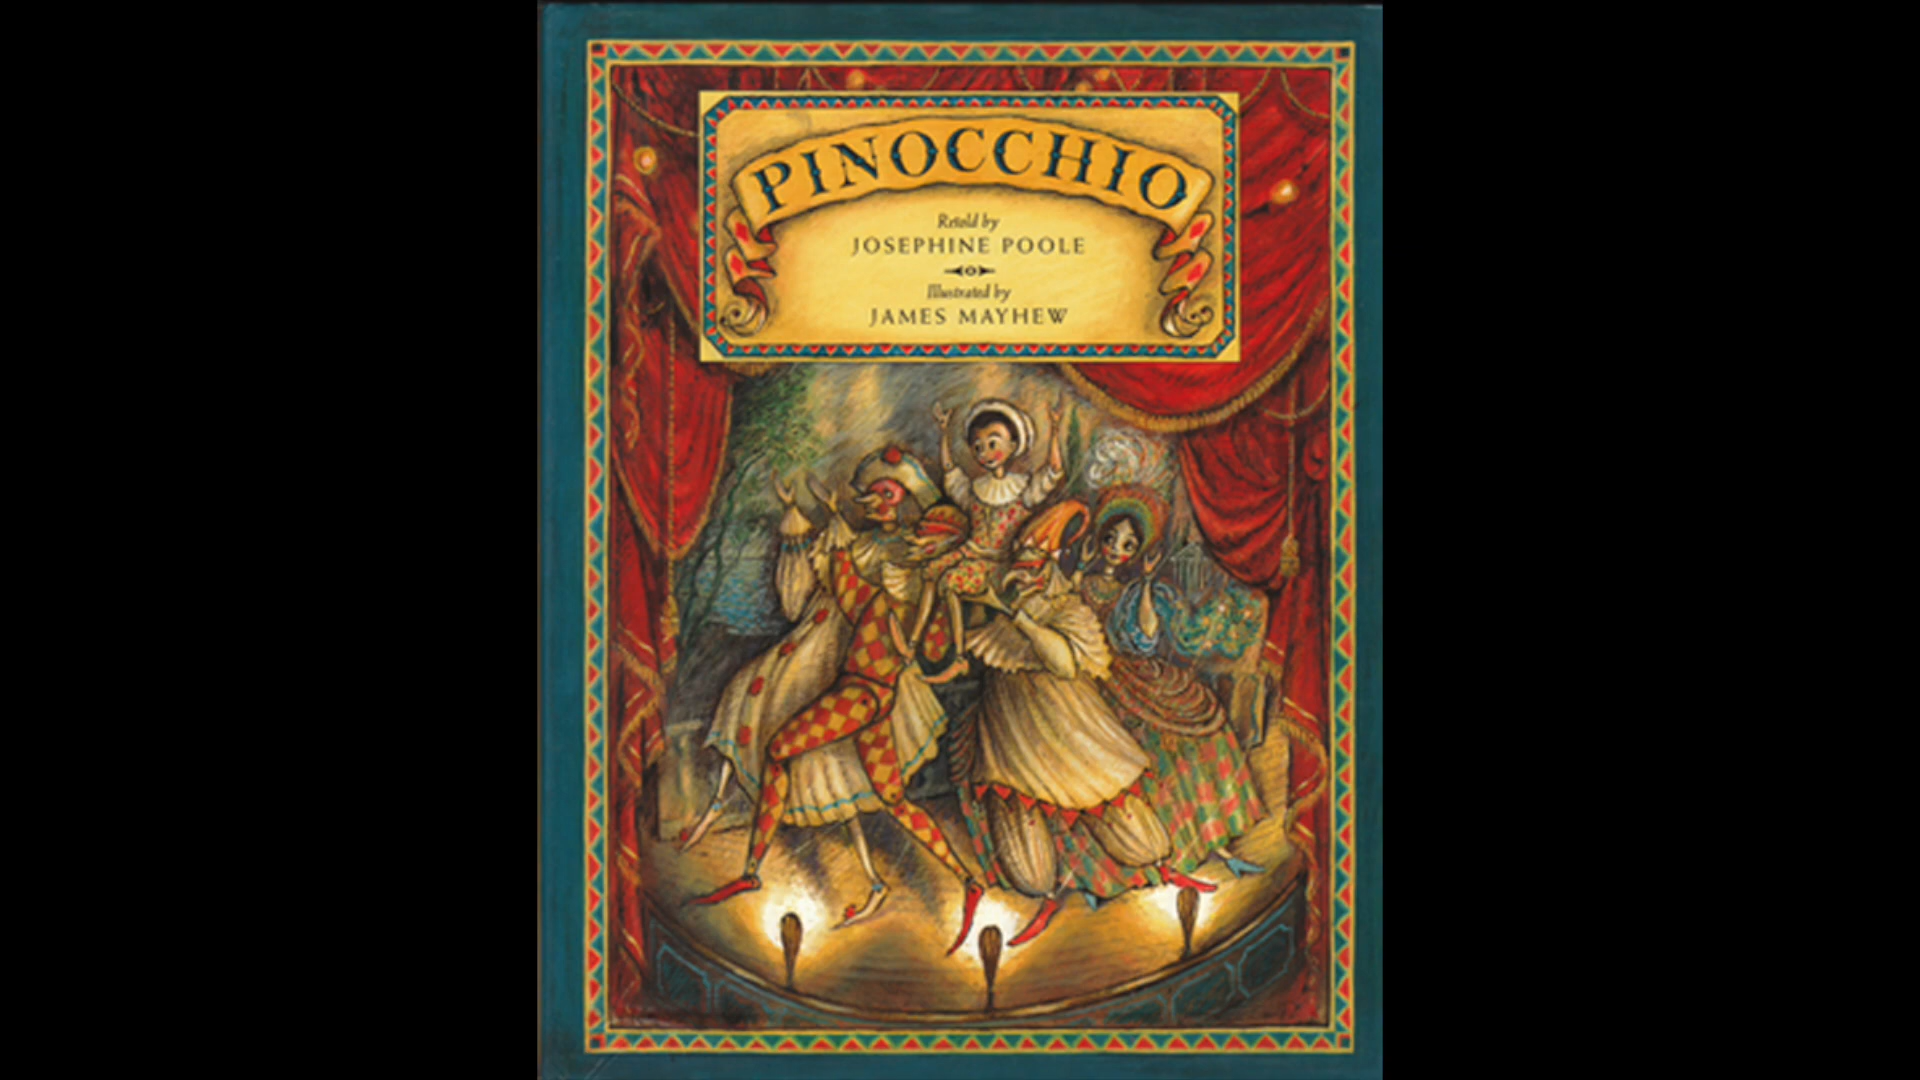 PINOCCHIO
Retold by
JOSEPHINE POOLE
Illustrated by
JAMES MAYHEW